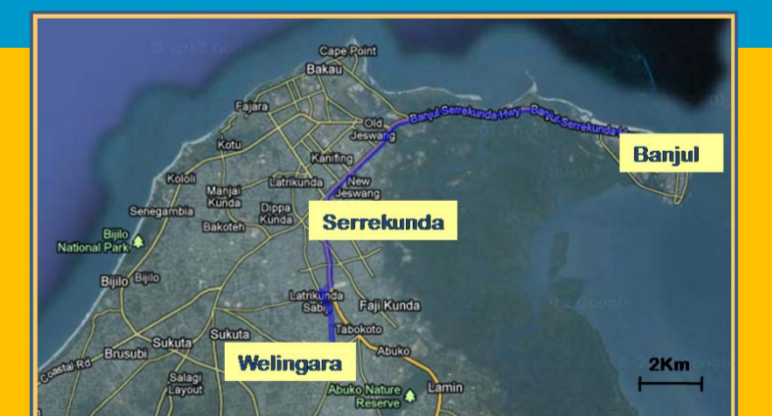 Cape Point
Bakau
Fajara
Banjul-Serrekunda Hwy
Banjul-Serrekunda
Old
Jeswang
Kotu
Kanifing
Banjul
Kololi
Latrikunda
New
Jeswang
Manjai
Kunda
Senegambia
Dippa
Kunda
Bakoteh
Serrekunda
Bijilo
National Park
Bijilo
Bijilo
Latrikunda
Sabiji
Faji Kunda
Tabokoto
Sukuta
Sukuta
Brusubi
Abuko
Welingara
2Km
Coastal Rd
Salagi
Layout
Abuko Nature
Reserve
Lamin